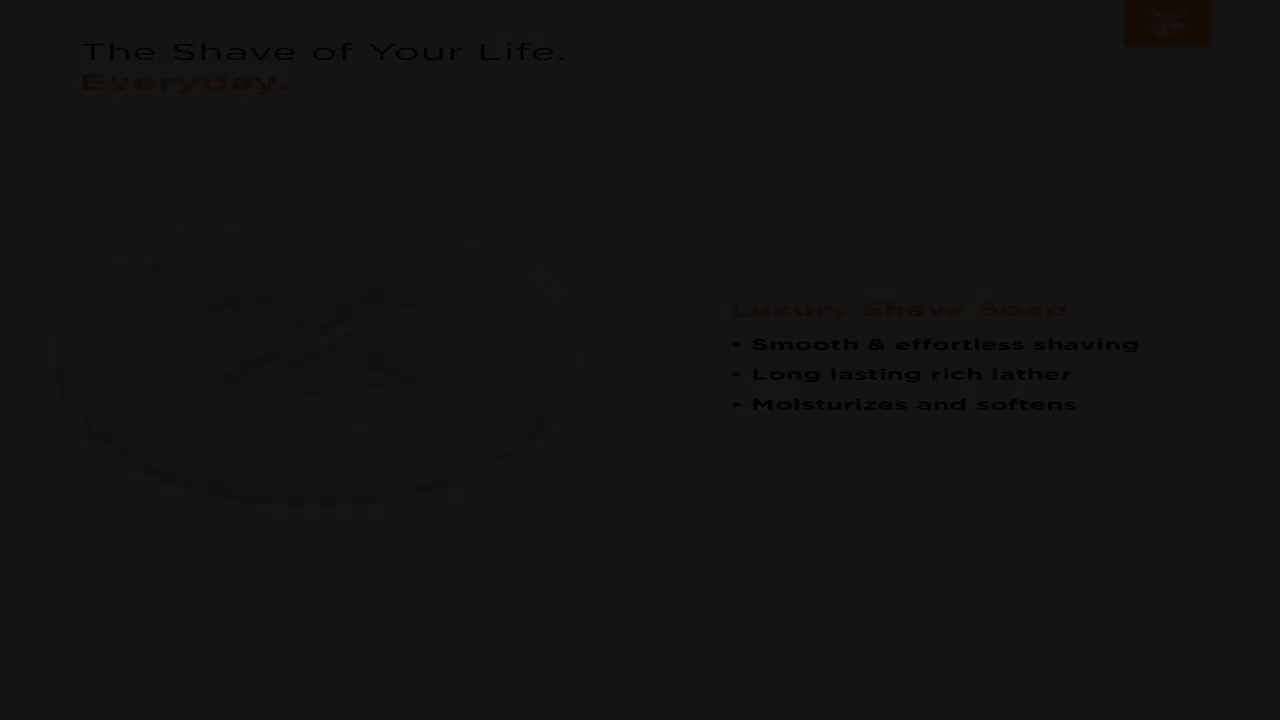 The Shave of Your Life.
Everyday.
Luxury Shave Soap
• Smooth & effortless shaving
• Long lasting rich lather
• Moisturizes and softens